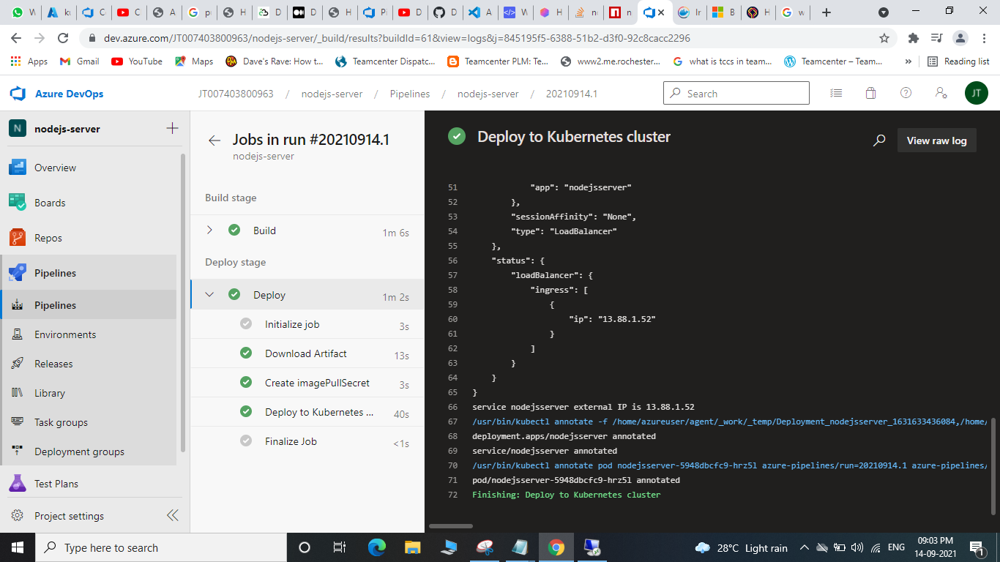 W
A
ku
C
C
A
G
p
H
D
D
H
Pi
D
D
A
W
H
n
n
Ir
B
H
G
w
dev.azure.com/JT007403800963/nodejs-server/_build/results?buildId=61&view=logs&j=845195f5-6388-51b2-d3f0-92c8cacc2296
Apps
Gmail
YouTube
Maps
Dave's Rave: How t...
Teamcenter Dispatc...
Teamcenter PLM: Te...
www2.me.rochester...
what is tccs in team...
Teamcenter – Team...
»
Reading list
Azure DevOps
JT007403800963 / nodejs-server / Pipelines / nodejs-server / 20210914.1
Search
JT
N nodejs-server
Overview
Boards
Repos
Pipelines
Pipelines
Environments
Releases
Library
Task groups
Deployment groups
Test Plans
Project settings
Jobs in run #20210914.1
nodejs-server
Build stage
Build 1m 6s
Deploy stage
Deploy 1m 2s
Initialize job 3s
Download Artifact 13s
Create imagePullSecret 3s
Deploy to Kubernetes ... 40s
Finalize Job <1s
Deploy to Kubernetes cluster
View raw log
51 "app": "nodejsserver"
52 },
53 "sessionAffinity": "None",
54 "type": "LoadBalancer"
55 },
56 "status": {
57 "loadBalancer": {
58 "ingress": [
59 {
60 "ip": "13.88.1.52"
61 }
62 ]
63 }
64 }
65 }
66 service nodejsserver external IP is 13.88.1.52
67 /usr/bin/kubectl annotate -f /home/azureuser/agent/_work/_temp/Deployment_nodejsserver_1631633436084,/home/
68 deployment.apps/nodejsserver annotated
69 service/nodejsserver annotated
70 /usr/bin/kubectl annotate pod nodejsserver-5948dbcfc9-hrz5l azure-pipelines/run=20210914.1 azure-pipelines/
71 pod/nodejsserver-5948dbcfc9-hrz5l annotated
72 Finishing: Deploy to Kubernetes cluster
Type here to search
28°C Light rain
ENG
09:03 PM
14-09-2021
1